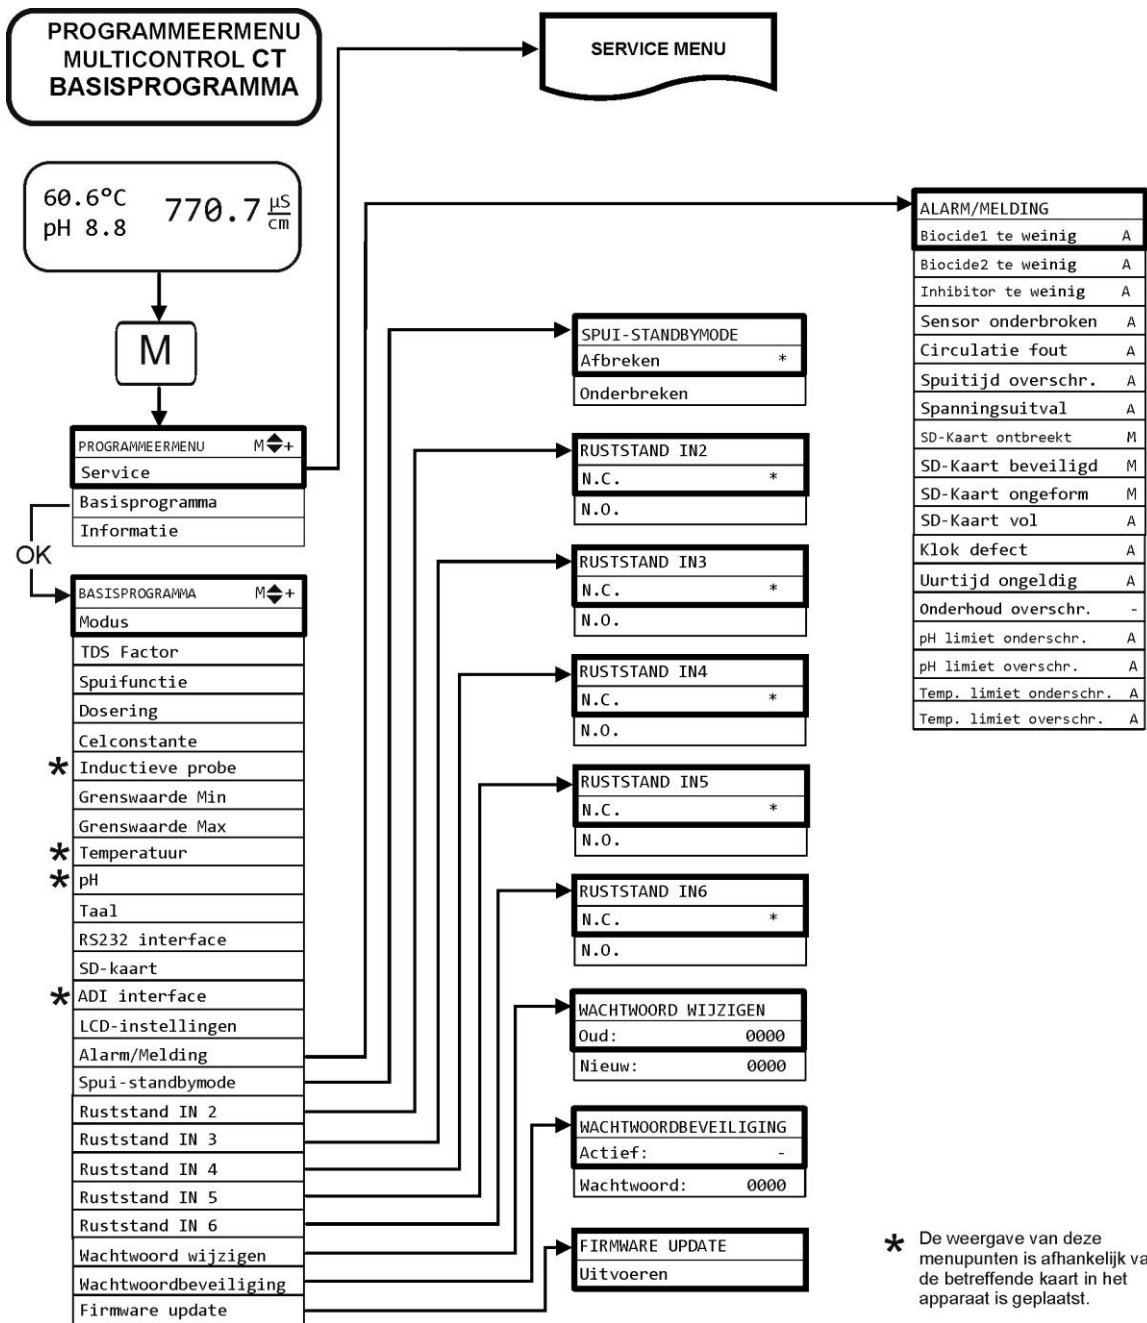 PROGRAMMEERMENU
MULTICONTROL CT
BASISPROGRAMMA
SERVICE MENU
60.6°C
pH 8.8
770.7 µS/cm
M
PROGRAMMEERMENU M◆+
Service
Basisprogramma
Informatie
OK
BASISPROGRAMMA M◆+
Modus
TDS Factor
Spuifunctie
Dosering
Celconstante
* Inductieve probe
Grenswaarde Min
Grenswaarde Max
* Temperatuur
* pH
Taal
RS232 interface
SD-kaart
* ADI interface
LCD-instellingen
Alarm/Melding
Spui-standbymode
Ruststand IN 2
Ruststand IN 3
Ruststand IN 4
Ruststand IN 5
Ruststand IN 6
Wachtwoord wijzigen
Wachtwoordbeveiliging
Firmware update
SPUI-STANDBYMODE
Afbreken *
Onderbreken
RUSTSTAND IN2
N.C. *
N.O.
RUSTSTAND IN3
N.C. *
N.O.
RUSTSTAND IN4
N.C. *
N.O.
RUSTSTAND IN5
N.C. *
N.O.
RUSTSTAND IN6
N.C. *
N.O.
WACHTWOORD WIJZIGEN
Oud: 0000
Nieuw: 0000
WACHTWOORDBEVEILIGING
Actief: -
Wachtwoord: 0000
FIRMWARE UPDATE
Uitvoeren
ALARM/MELDING
Biocide1 te weinig A
Biocide2 te weinig A
Inhibitor te weinig A
Sensor onderbroken A
Circulatie fout A
Spuitijd overschr. A
Spanningsuitval A
SD-Kaart ontbreekt M
SD-Kaart beveiligd M
SD-Kaart ongeform M
SD-Kaart vol A
Klok defect A
Uurtijd ongeldig A
Onderhoud overschr. -
pH limiet onderschr. A
pH limiet overschr. A
Temp. limiet onderschr. A
Temp. limiet overschr. A
* De weergave van deze
menupunten is afhankelijk va
de betreffende kaart in het
apparaat is geplaatst.